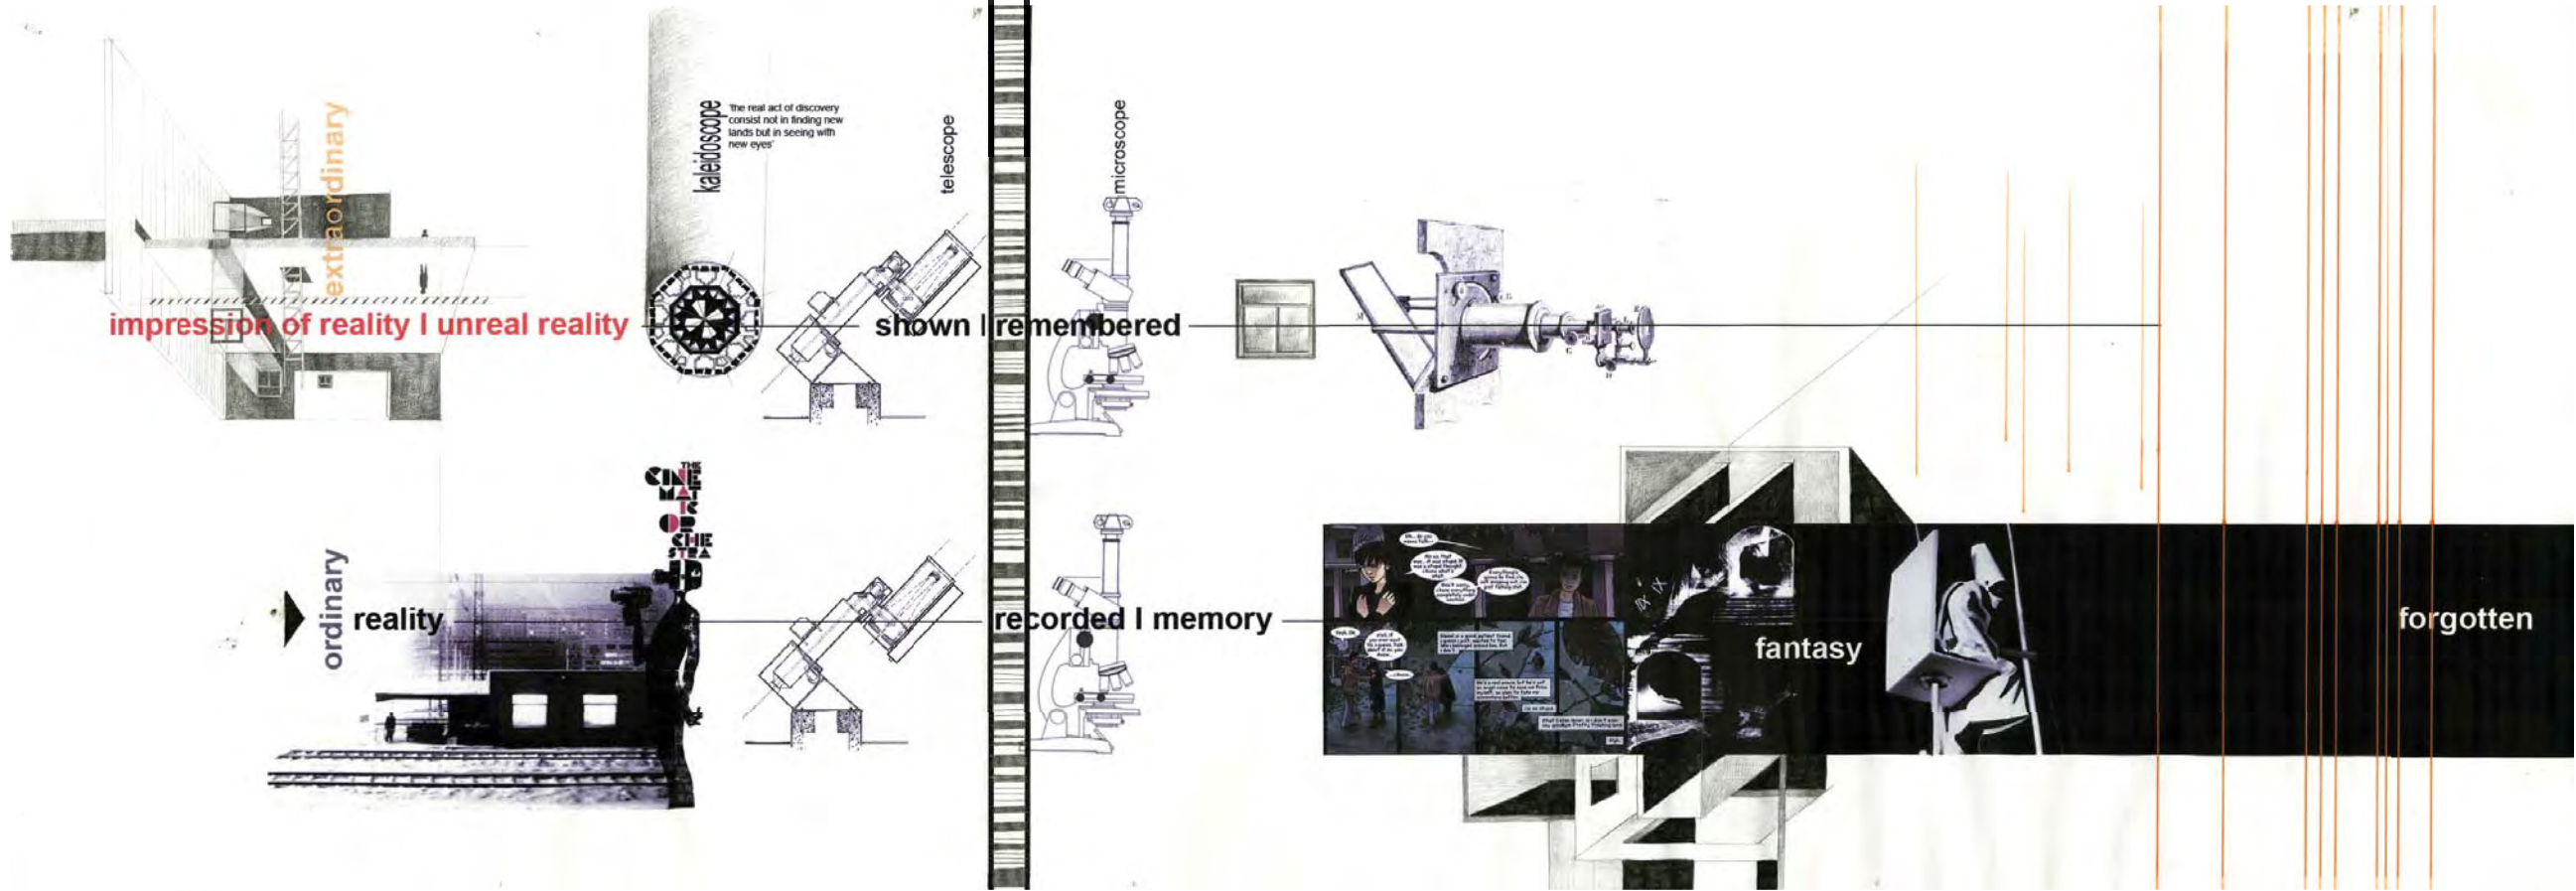 extraordinary
kaleidoscope
'the real act of discovery
consist not in finding new
lands but in seeing with
new eyes'
telescope
microscope
impression of reality I unreal reality
shown I remembered
THE
CINE
MAT
IC
OR
CHE
STRA
ordinary
reality
recorded I memory
fantasy
forgotten